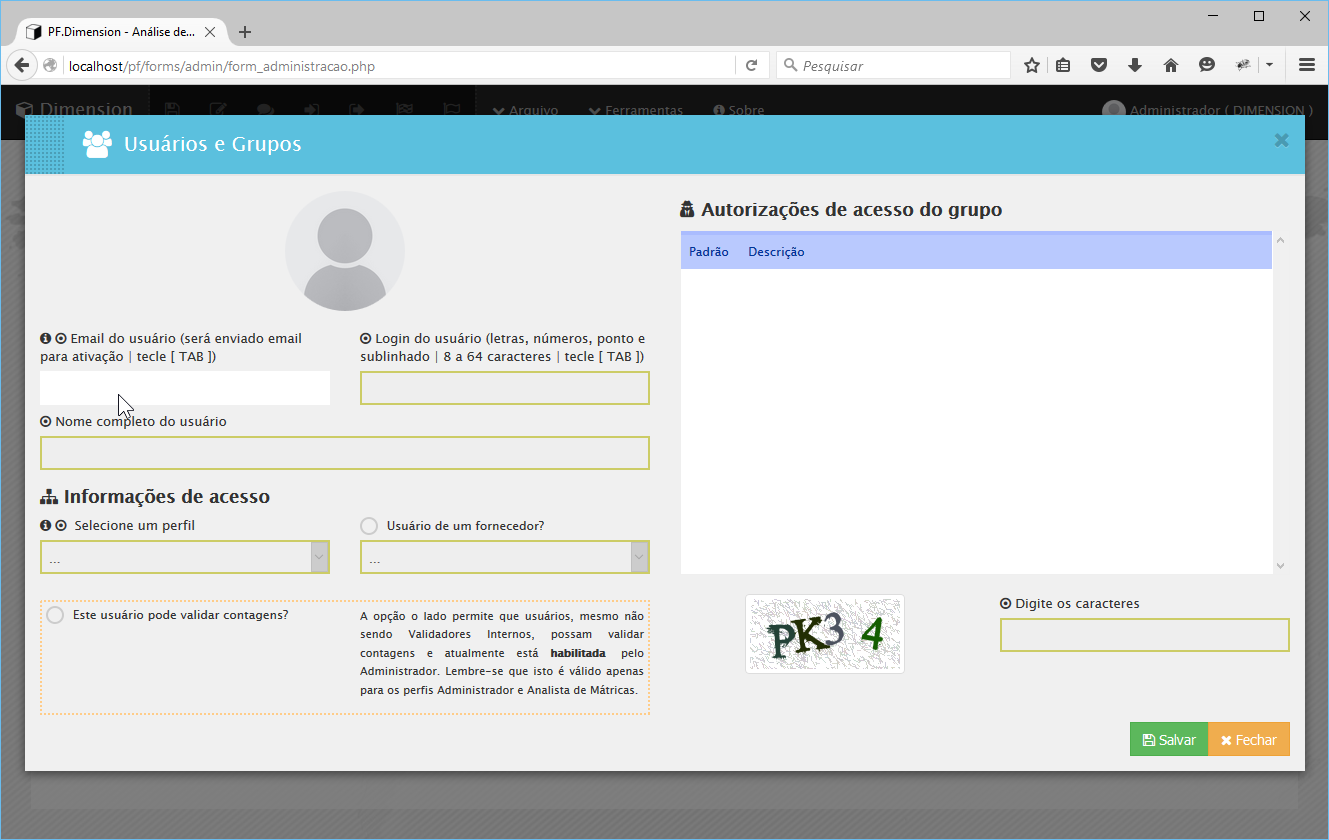 PF.Dimension - Análise de...
localhost/pf/forms/admin/form_administracao.php
Pesquisar
Dimension
Arquivo
Ferramentas
Sobre
Administrador ( DIMENSION )
Usuários e Grupos
Email do usuário (será enviado email
para ativação | tecle [ TAB ])
Login do usuário (letras, números, ponto e
sublinhado | 8 a 64 caracteres | tecle [ TAB ])
Nome completo do usuário
Informações de acesso
Selecione um perfil
Usuário de um fornecedor?
...
...
Este usuário pode validar contagens?
A opção o lado permite que usuários, mesmo não
sendo Validadores Internos, possam validar
contagens e atualmente está habilitada pelo
Administrador. Lembre-se que isto é válido apenas
para os perfis Administrador e Analista de Mátricas.
Autorizações de acesso do grupo
Padrão Descrição
PK3 4
Digite os caracteres
Salvar
Fechar